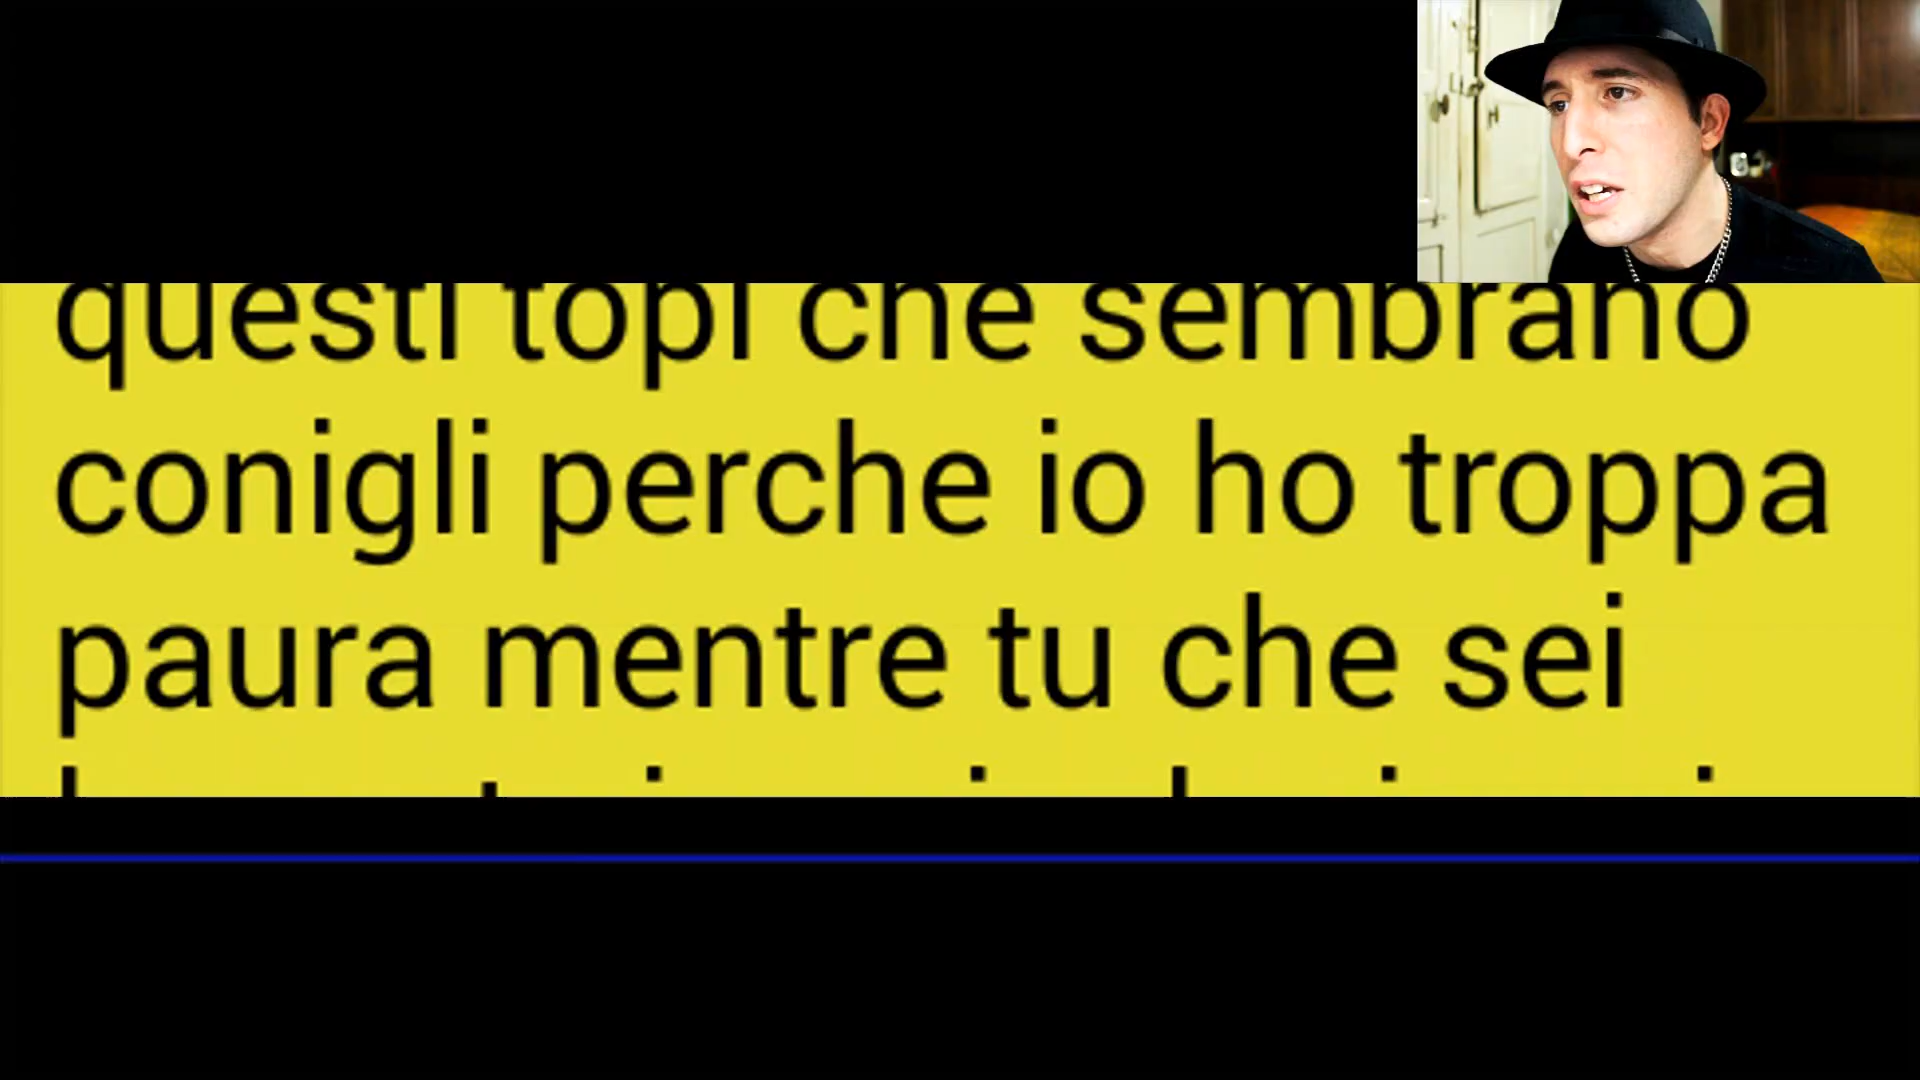 questi topi che sembrano
conigli perche io ho troppa
paura mentre tu che sei